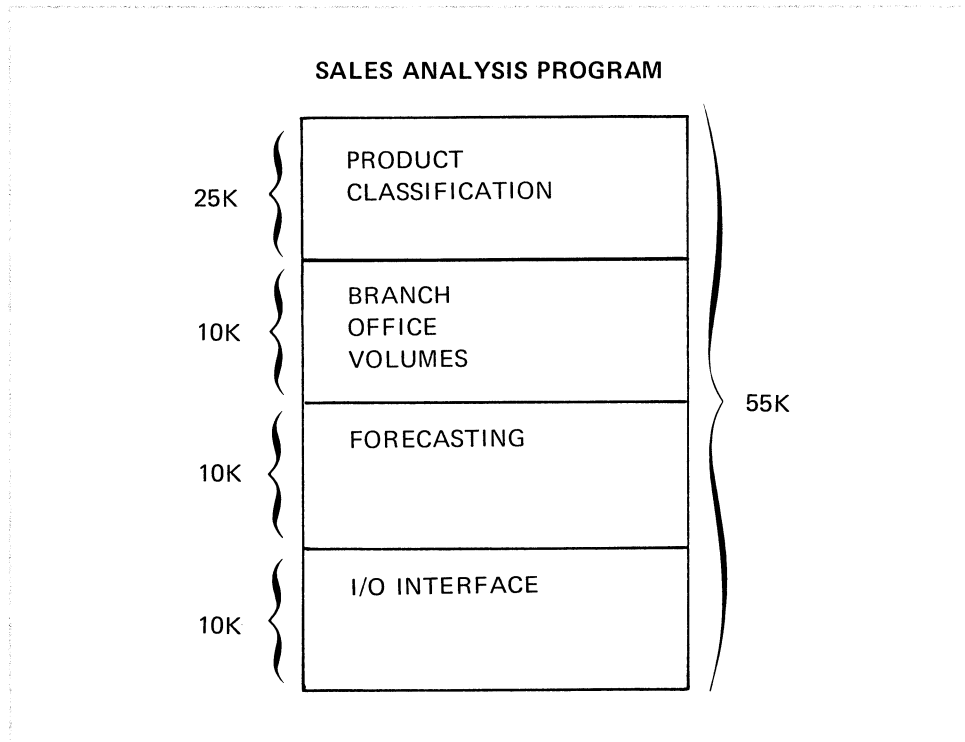 SALES ANALYSIS PROGRAM
25K
PRODUCT
CLASSIFICATION
10K
BRANCH
OFFICE
VOLUMES
55K
10K
FORECASTING
10K
I/O INTERFACE